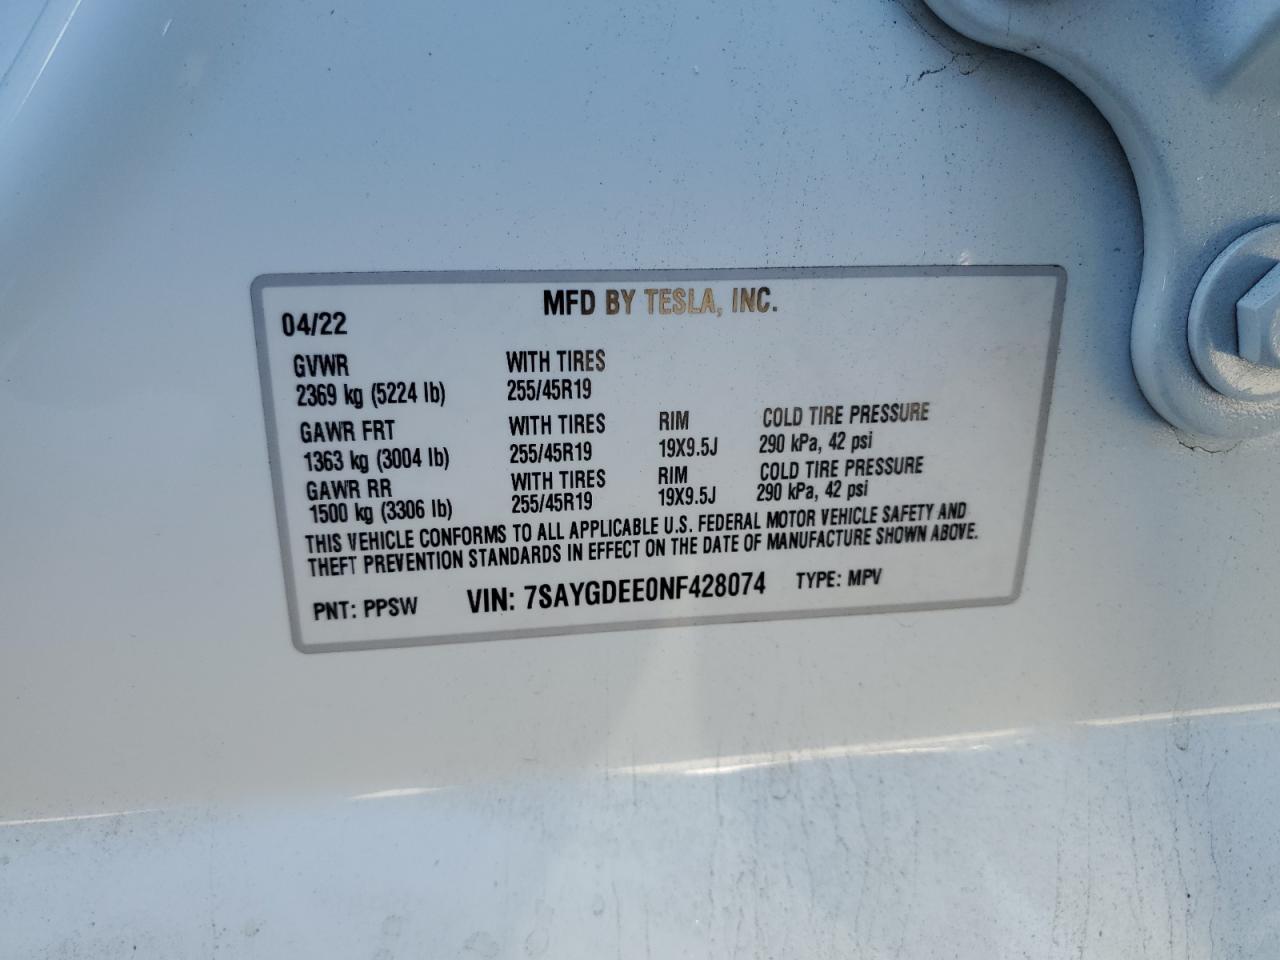 MFD BY TESLA, INC.
04/22
GVWR WITH TIRES
2369 kg (5224 lb) 255/45R19
GAWR FRT WITH TIRES RIM COLD TIRE PRESSURE
1363 kg (3004 lb) 255/45R19 19X9.5J 290 kPa, 42 psi
GAWR RR WITH TIRES RIM COLD TIRE PRESSURE
1500 kg (3306 lb) 255/45R19 19X9.5J 290 kPa, 42 psi
THIS VEHICLE CONFORMS TO ALL APPLICABLE U.S. FEDERAL MOTOR VEHICLE SAFETY AND
THEFT PREVENTION STANDARDS IN EFFECT ON THE DATE OF MANUFACTURE SHOWN ABOVE.
PNT: PPSW VIN: 7SAYGDEE0NF428074 TYPE: MPV